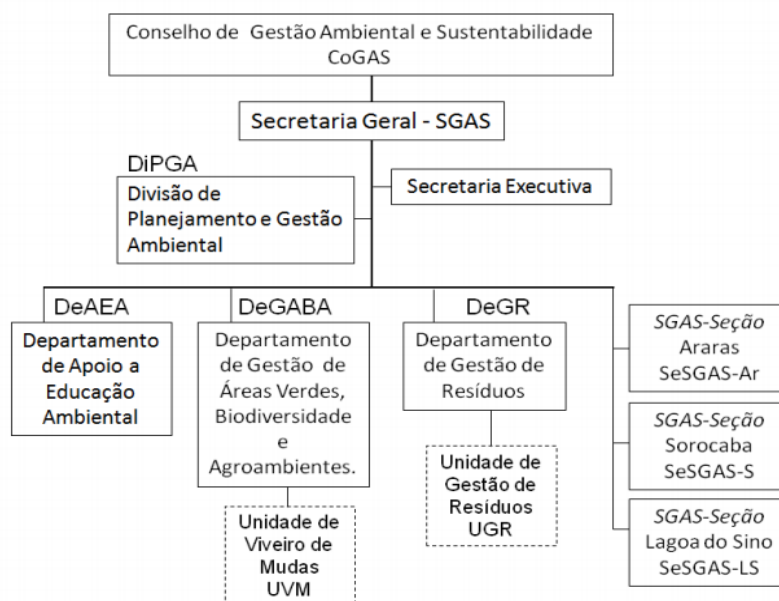 Conselho de Gestão Ambiental e Sustentabilidade
CoGAS
Secretaria Geral - SGAS
DiPGA
Divisão de
Planejamento e Gestão
Ambiental
Secretaria Executiva
DeAEA
Departamento
de Apoio a
Educação
Ambiental
DeGABA
Departamento
de Gestão de
Áreas Verdes,
Biodiversidade
e
Agroambientes.
Unidade de
Viveiro de
Mudas
UVM
DeGR
Departamento
de Gestão de
Resíduos
Unidade de
Gestão de
Resíduos
UGR
SGAS-Seção
Araras
SeSGAS-Ar
SGAS-Seção
Sorocaba
SeSGAS-S
SGAS-Seção
Lagoa do Sino
SeSGAS-LS